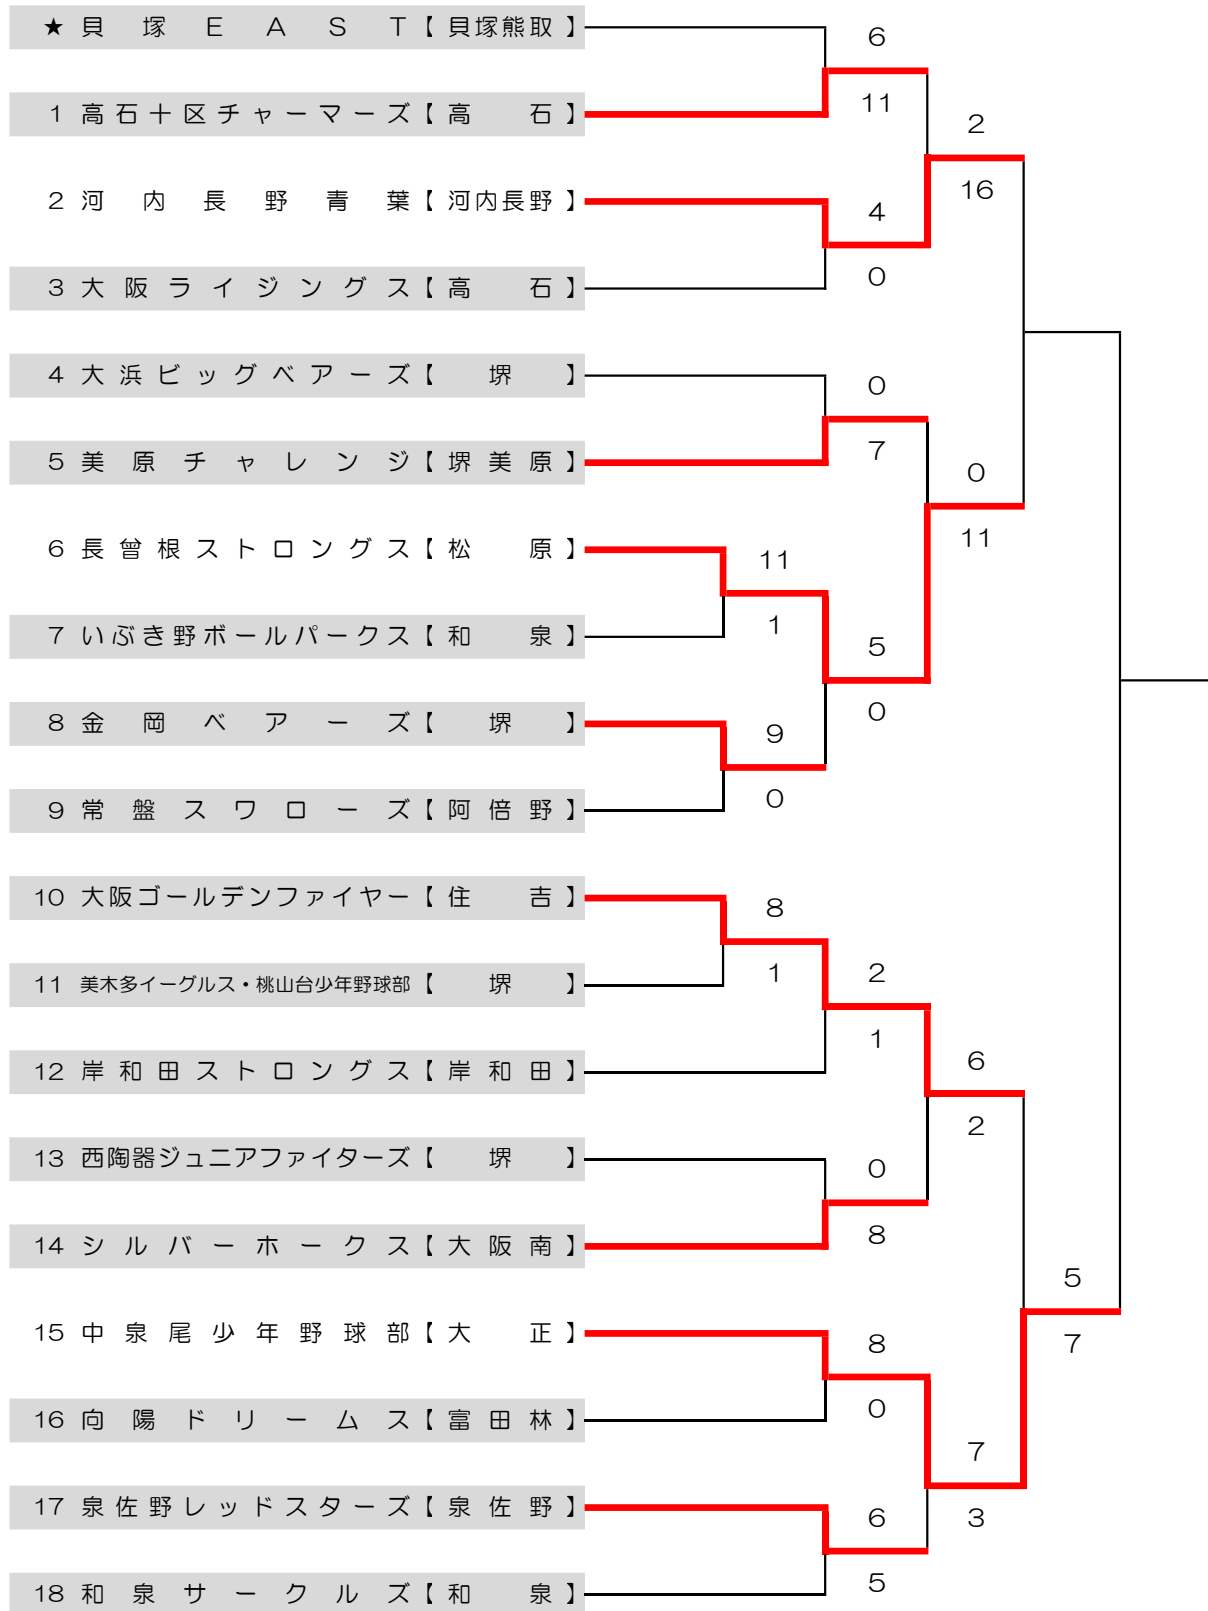 ★ 貝塚EAST【貝塚熊取】
6
1 高石十区チャーマーズ【高石】
11
2
2 河内長野青葉【河内長野】
16
4
3 大阪ライジングス【高石】
0
4 大浜ビッグベアーズ【堺】
0
5 美原チャレンジ【堺美原】
7
0
6 長曾根ストロングス【松原】
11
11
7 いぶき野ボールパークス【和泉】
1
5
8 金岡ベアーズ【堺】
0
9
9 常盤スワローズ【阿倍野】
0
10 大阪ゴールデンファイヤー【住吉】
8
11 美木多イーグルス・桃山台少年野球部【堺】
1
2
12 岸和田ストロングス【岸和田】
1
6
13 西陶器ジュニアファイターズ【堺】
2
0
14 シルバーホークス【大阪南】
8
5
15 中泉尾少年野球部【大正】
8
7
16 向陽ドリームス【富田林】
0
7
17 泉佐野レッドスターズ【泉佐野】
6
3
18 和泉サークルズ【和泉】
5